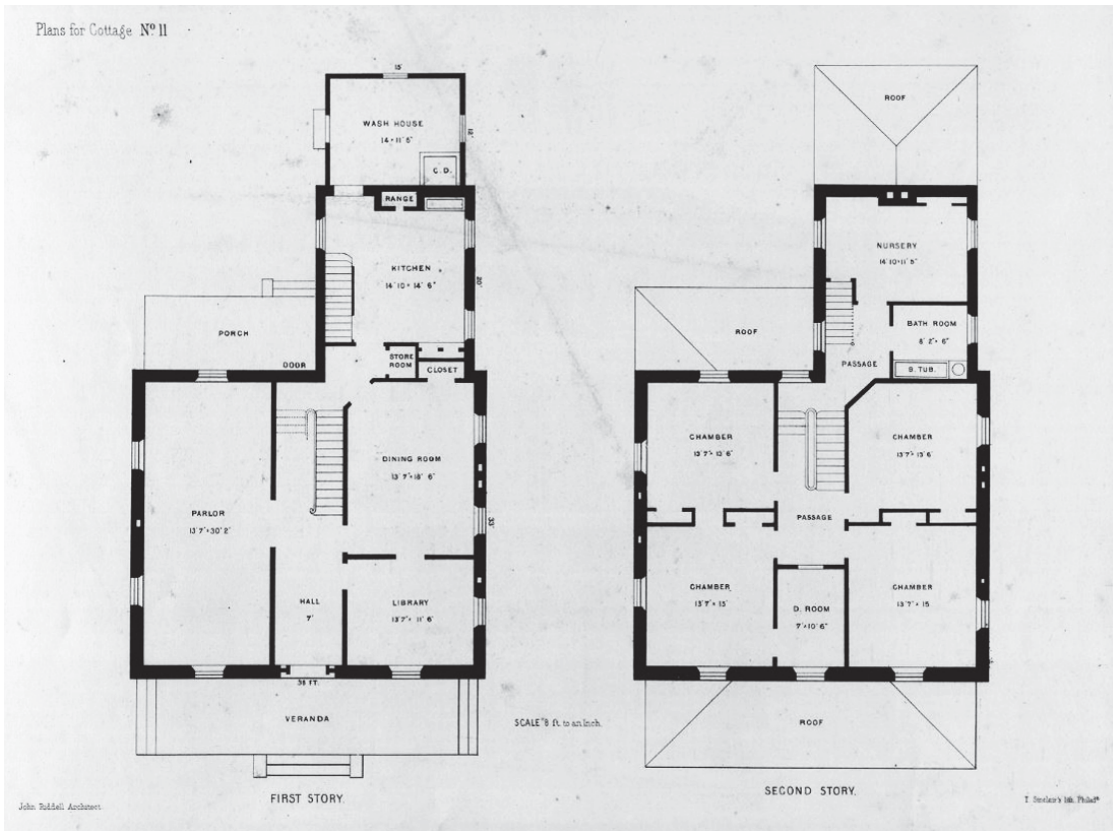 Plans for Cottage Nº 11
15'
WASH HOUSE
14 = 11' 5"
12'
C. D.
RANGE
KITCHEN
14' 10 = 14' 6"
20'
PORCH
DOOR
STORE
ROOM
CLOSET
DINING ROOM
13' 7" = 18' 6"
PARLOR
13' 7" = 30' 2"
33'
HALL
7'
LIBRARY
13' 7" = 11' 6"
38 FT.
VERANDA
FIRST STORY.
SCALE 8 ft. to an Inch.
ROOF
NURSERY
14' 10 = 11' 5"
ROOF
BATH ROOM
8' 2" = 6"
B. TUB.
PASSAGE
CHAMBER
13' 7" = 13' 6"
CHAMBER
13' 7" = 13' 6"
PASSAGE
CHAMBER
13' 7" = 15'
D. ROOM
7' = 10' 6"
CHAMBER
13' 7" = 15
ROOF
SECOND STORY.
John Riddell Architect
T. Sinclair's lith, Philadª